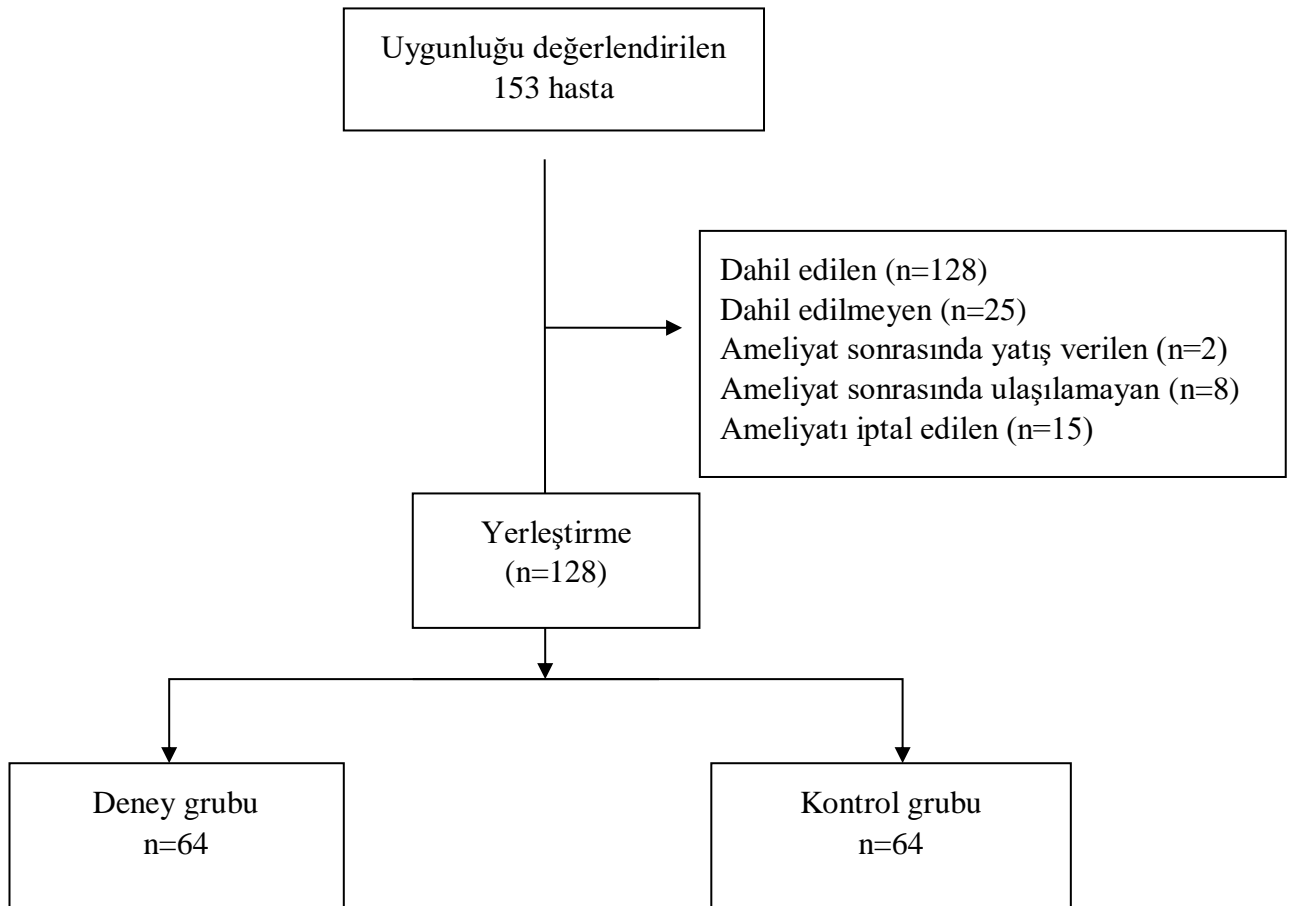 Uygunluğu değerlendirilen
153 hasta
Dahil edilen (n=128)
Dahil edilmeyen (n=25)
Ameliyat sonrasında yatış verilen (n=2)
Ameliyat sonrasında ulaşılamayan (n=8)
Ameliyatı iptal edilen (n=15)
Yerleştirme
(n=128)
Deney grubu
n=64
Kontrol grubu
n=64